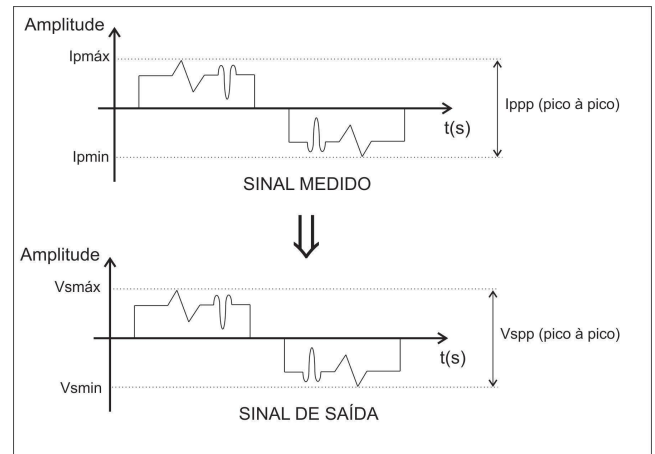 Amplitude
Ipmáx
Ippp (pico à pico)
t(s)
Ipmin
SINAL MEDIDO
Amplitude
Vsmáx
Vspp (pico à pico)
t(s)
Vsmin
SINAL DE SAÍDA